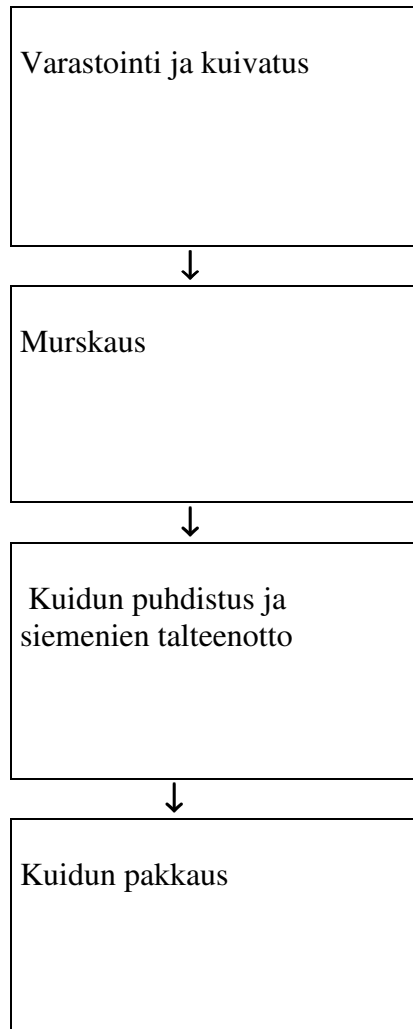 Varastointi ja kuivatus
↓
Murskaus
↓
Kuidun puhdistus ja
siemenien talteenotto
↓
Kuidun pakkaus